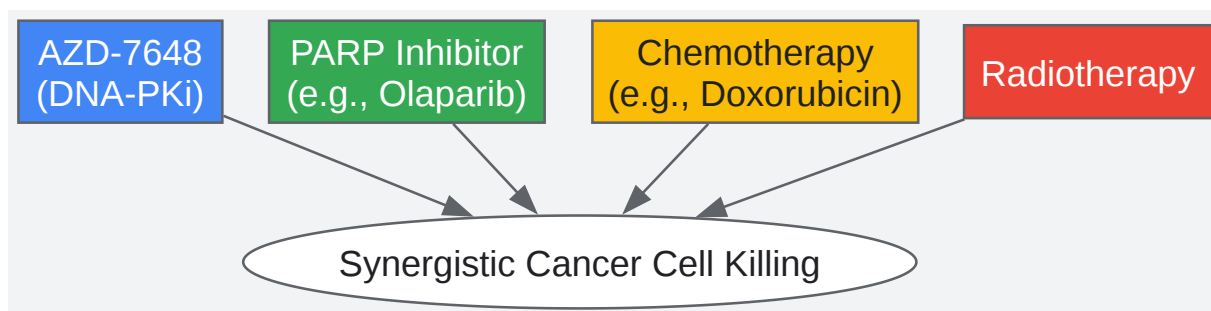 AZD-7648
(DNA-PKi)
PARP Inhibitor
(e.g., Olaparib)
Chemotherapy
(e.g., Doxorubicin)
Radiotherapy
Synergistic Cancer Cell Killing